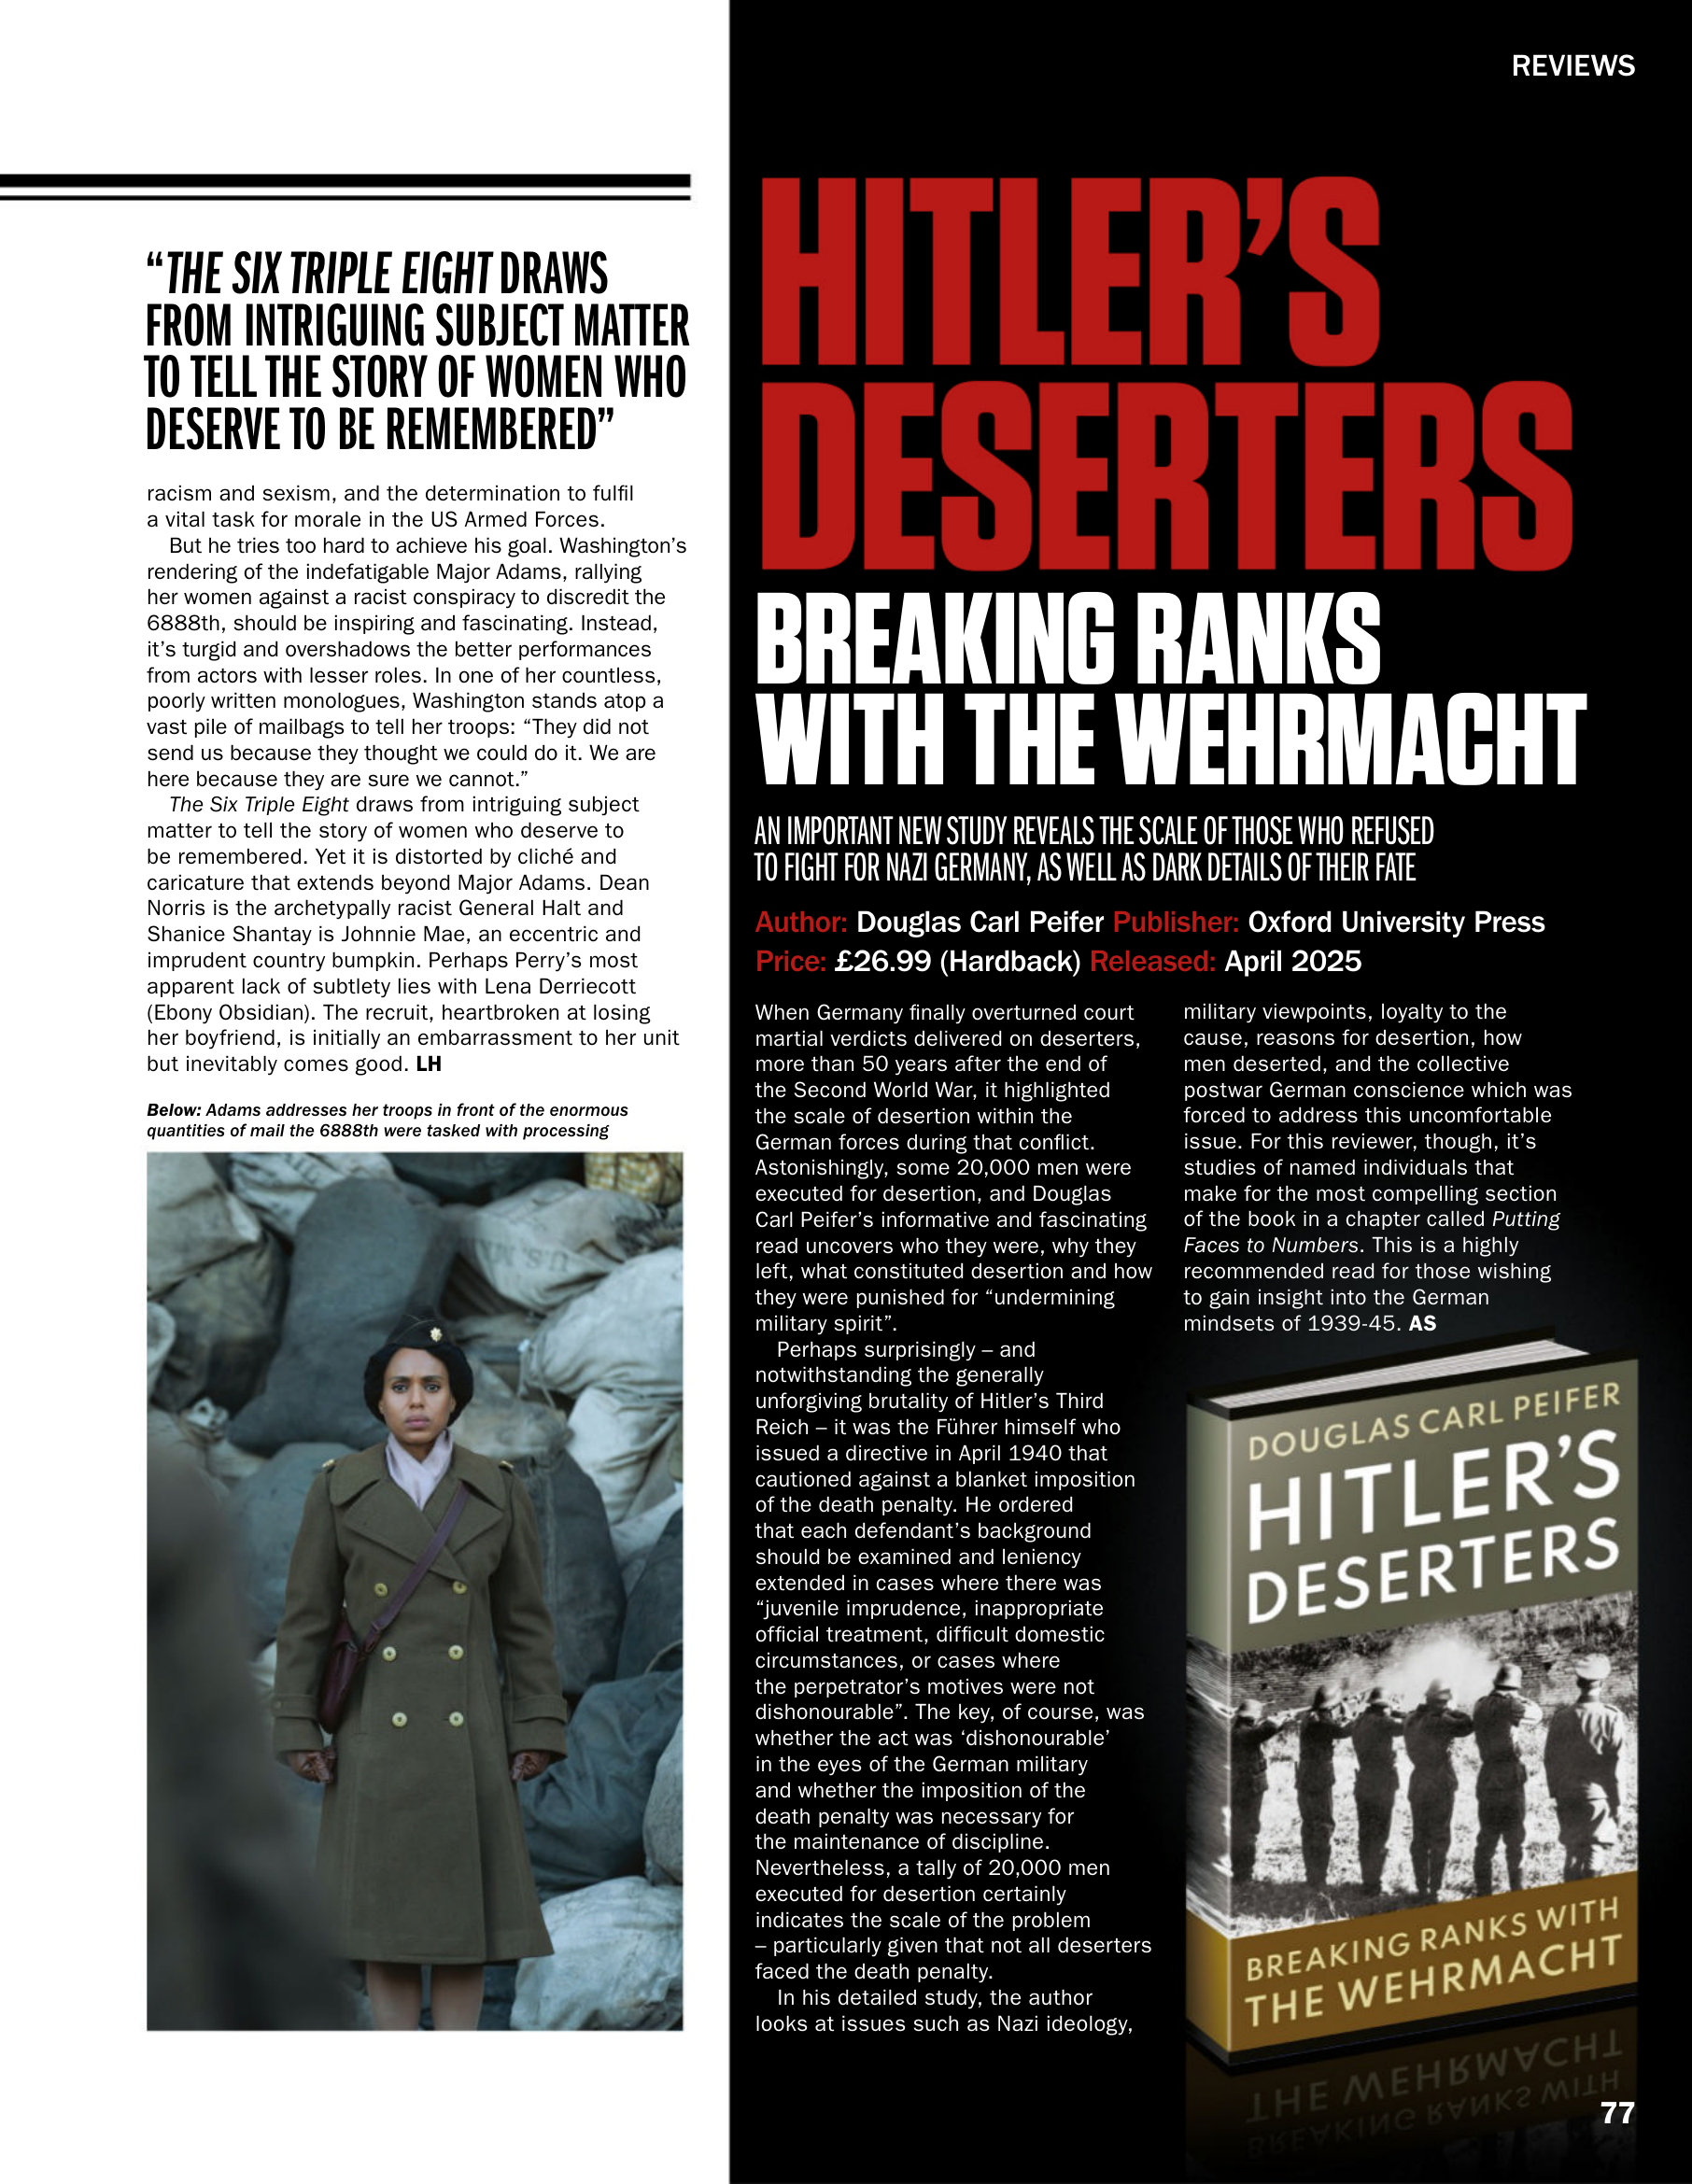 REVIEWS
“THE SIX TRIPLE EIGHT DRAWS
FROM INTRIGUING SUBJECT MATTER
TO TELL THE STORY OF WOMEN WHO
DESERVE TO BE REMEMBERED”
racism and sexism, and the determination to fulfil
a vital task for morale in the US Armed Forces.
But he tries too hard to achieve his goal. Washington’s
rendering of the indefatigable Major Adams, rallying
her women against a racist conspiracy to discredit the
6888th, should be inspiring and fascinating. Instead,
it’s turgid and overshadows the better performances
from actors with lesser roles. In one of her countless,
poorly written monologues, Washington stands atop a
vast pile of mailbags to tell her troops: “They did not
send us because they thought we could do it. We are
here because they are sure we cannot.”
The Six Triple Eight draws from intriguing subject
matter to tell the story of women who deserve to
be remembered. Yet it is distorted by cliché and
caricature that extends beyond Major Adams. Dean
Norris is the archetypally racist General Halt and
Shanice Shantay is Johnnie Mae, an eccentric and
imprudent country bumpkin. Perhaps Perry’s most
apparent lack of subtlety lies with Lena Derriecott
(Ebony Obsidian). The recruit, heartbroken at losing
her boyfriend, is initially an embarrassment to her unit
but inevitably comes good. LH
Below: Adams addresses her troops in front of the enormous
quantities of mail the 6888th were tasked with processing
U.S. MAIL
HITLER’S
DESERTERS
BREAKING RANKS
WITH THE WEHRMACHT
AN IMPORTANT NEW STUDY REVEALS THE SCALE OF THOSE WHO REFUSED
TO FIGHT FOR NAZI GERMANY, AS WELL AS DARK DETAILS OF THEIR FATE
Author: Douglas Carl Peifer Publisher: Oxford University Press
Price: £26.99 (Hardback) Released: April 2025
When Germany finally overturned court
martial verdicts delivered on deserters,
more than 50 years after the end of
the Second World War, it highlighted
the scale of desertion within the
German forces during that conflict.
Astonishingly, some 20,000 men were
executed for desertion, and Douglas
Carl Peifer’s informative and fascinating
read uncovers who they were, why they
left, what constituted desertion and how
they were punished for “undermining
military spirit”.
Perhaps surprisingly – and
notwithstanding the generally
unforgiving brutality of Hitler’s Third
Reich – it was the Führer himself who
issued a directive in April 1940 that
cautioned against a blanket imposition
of the death penalty. He ordered
that each defendant’s background
should be examined and leniency
extended in cases where there was
“juvenile imprudence, inappropriate
official treatment, difficult domestic
circumstances, or cases where
the perpetrator’s motives were not
dishonourable”. The key, of course, was
whether the act was ‘dishonourable’
in the eyes of the German military
and whether the imposition of the
death penalty was necessary for
the maintenance of discipline.
Nevertheless, a tally of 20,000 men
executed for desertion certainly
indicates the scale of the problem
– particularly given that not all deserters
faced the death penalty.
In his detailed study, the author
looks at issues such as Nazi ideology,
military viewpoints, loyalty to the
cause, reasons for desertion, how
men deserted, and the collective
postwar German conscience which was
forced to address this uncomfortable
issue. For this reviewer, though, it’s
studies of named individuals that
make for the most compelling section
of the book in a chapter called Putting
Faces to Numbers. This is a highly
recommended read for those wishing
to gain insight into the German
mindsets of 1939-45. AS
DOUGLAS CARL PEIFER
HITLER’S
DESERTERS
BREAKING RANKS WITH
THE WEHRMACHT
77